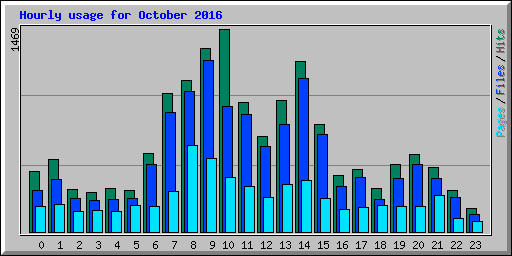 Hourly usage for October 2016
1469
Pages/Files/Hits
0 1 2 3 4 5 6 7 8 9 10 11 12 13 14 15 16 17 18 19 20 21 22 23